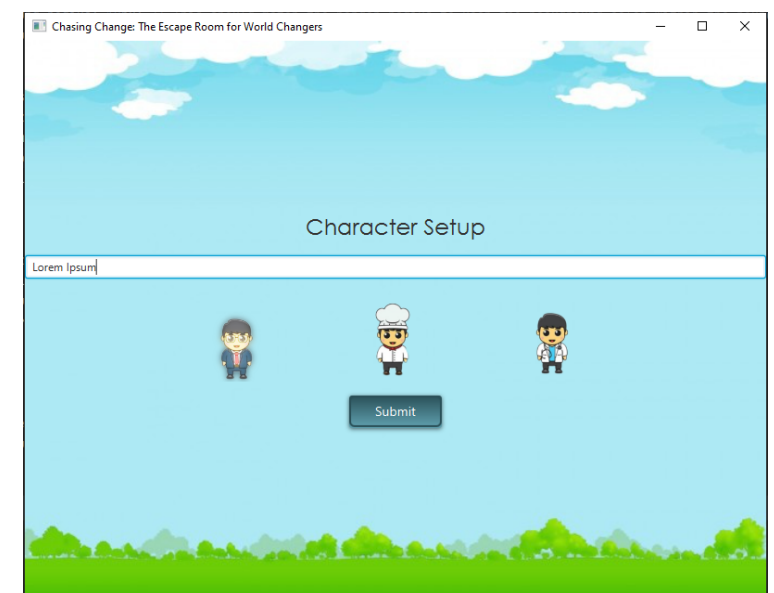 Chasing Change: The Escape Room for World Changers
Character Setup
Lorem Ipsum
Submit